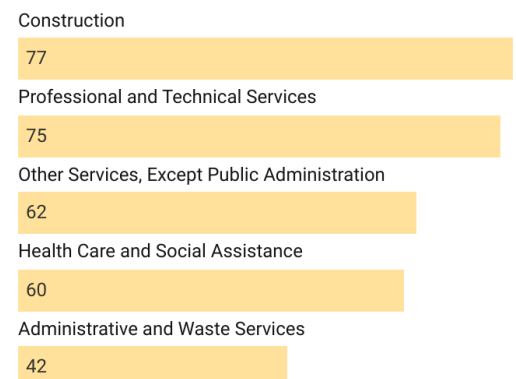 Construction
77
Professional and Technical Services
75
Other Services, Except Public Administration
62
Health Care and Social Assistance
60
Administrative and Waste Services
42